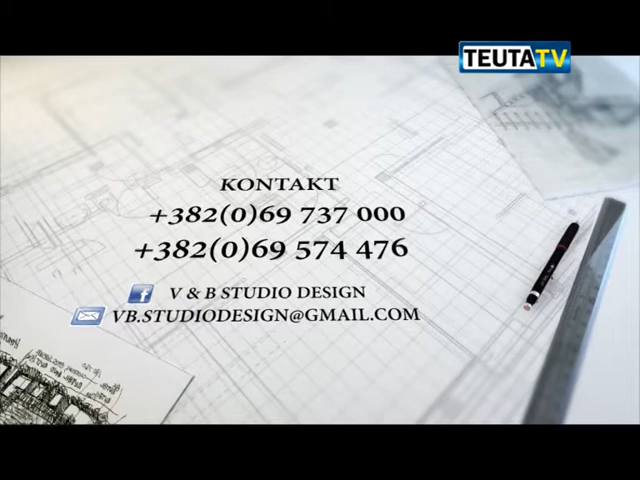 TEUTA TV
KONTAKT
+382(0)69 737 000
+382(0)69 574 476
V & B STUDIO DESIGN
VB.STUDIODESIGN@GMAIL.COM